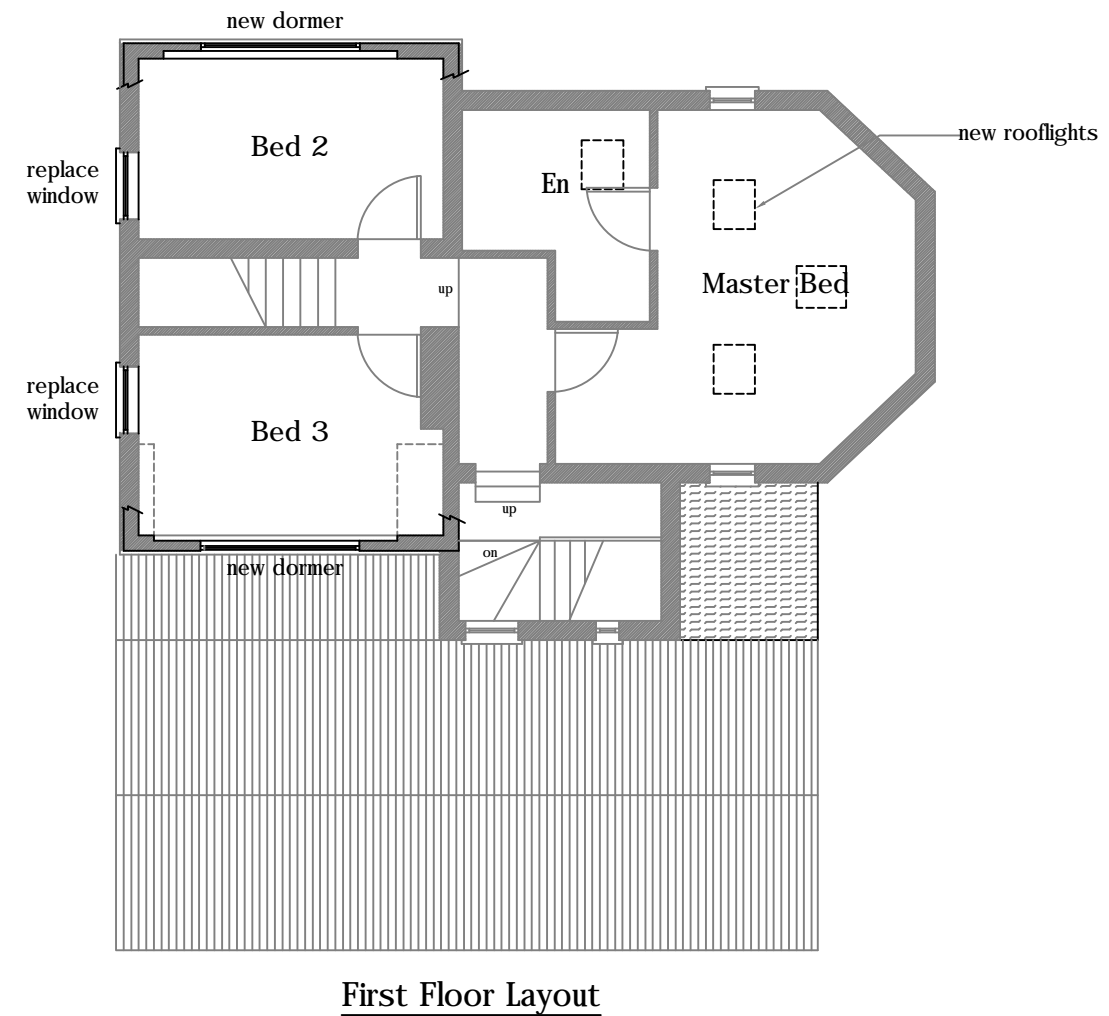 new dormer
Bed 2
new rooflights
replace
window
En
Master Bed
up
replace
window
Bed 3
up
on
new dormer
First Floor Layout